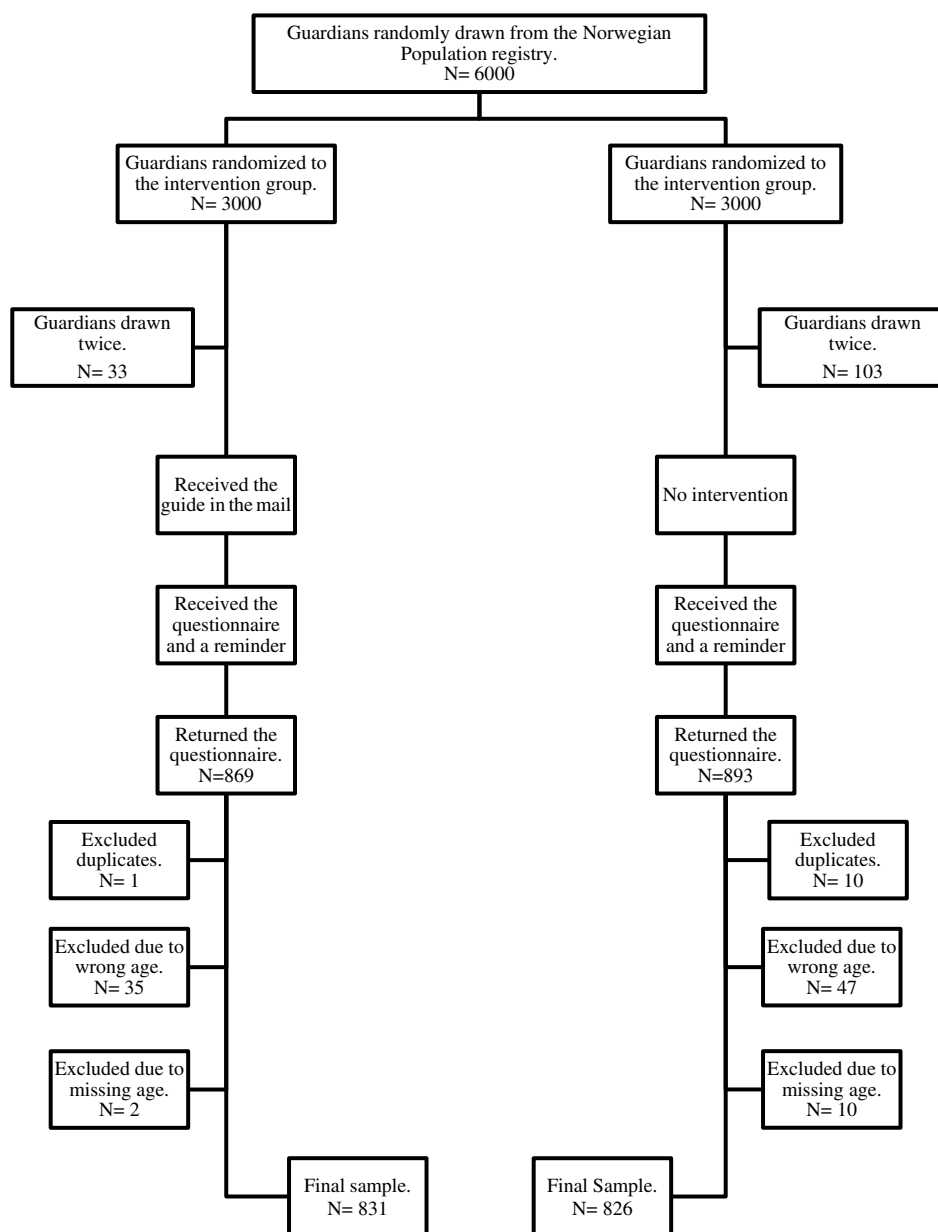 Guardians randomly drawn from the Norwegian
Population registry.
N= 6000
Guardians randomized to
the intervention group.
N= 3000
Guardians randomized to
the intervention group.
N= 3000
Guardians drawn
twice.
N= 33
Guardians drawn
twice.
N= 103
Received the
guide in the mail
No intervention
Received the
questionnaire
and a reminder
Received the
questionnaire
and a reminder
Returned the
questionnaire.
N=869
Returned the
questionnaire.
N=893
Excluded
duplicates.
N= 1
Excluded
duplicates.
N= 10
Excluded due to
wrong age.
N= 35
Excluded due to
wrong age.
N= 47
Excluded due to
missing age.
N= 2
Excluded due to
missing age.
N= 10
Final sample.
N= 831
Final Sample.
N= 826